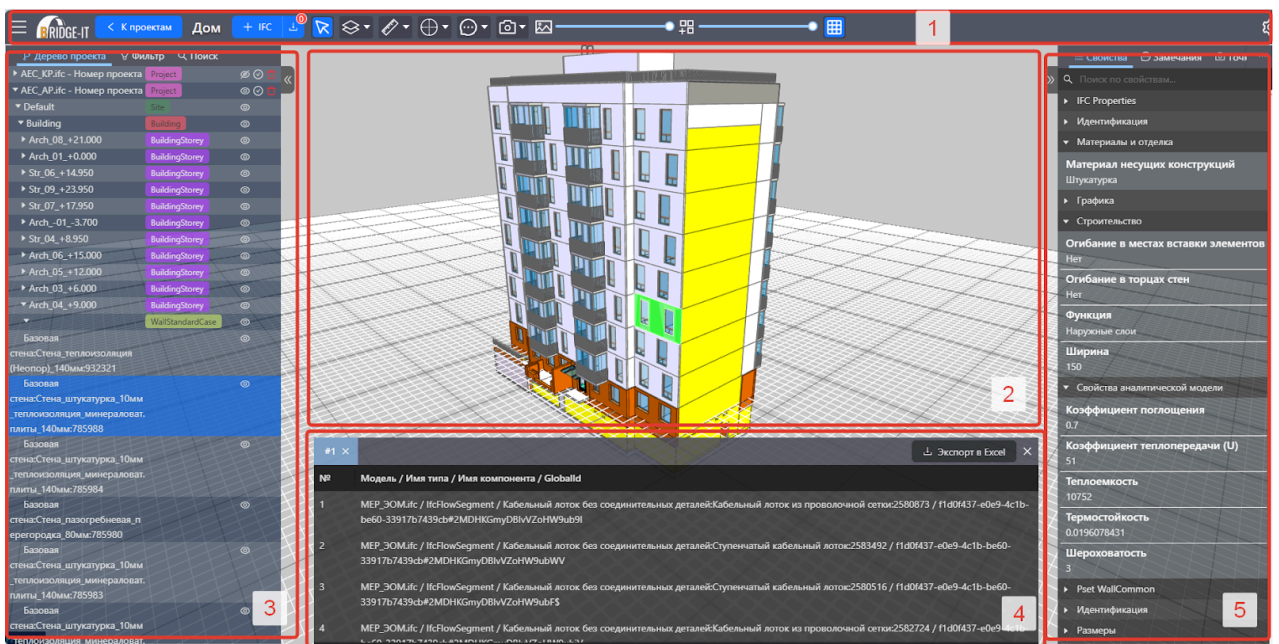 BRIDGE-IT
К проектам
Дом
+ IFC
0
1
Дерево проекта Фильтр Поиск
AEC_KP.ifc - Номер проекта Project
AEC_AP.ifc - Номер проекта Project
Default Site
Building Building
Arch_08_+21.000 BuildingStorey
Arch_01_+0.000 BuildingStorey
Str_06_+14.950 BuildingStorey
Str_09_+23.950 BuildingStorey
Str_07_+17.950 BuildingStorey
Arch_-01_-3.700 BuildingStorey
Str_04_+8.950 BuildingStorey
Arch_06_+15.000 BuildingStorey
Arch_05_+12.000 BuildingStorey
Arch_03_+6.000 BuildingStorey
Arch_04_+9.000 BuildingStorey
WallStandardCase
Базовая
стена:Стена_теплоизоляция
(Неопор)_140мм:932321
Базовая
стена:Стена_штукатурка_10мм
_теплоизоляция_минераловат.
плиты_140мм:785988
Базовая
стена:Стена_штукатурка_10мм
_теплоизоляция_минераловат.
плиты_140мм:785984
Базовая
стена:Стена_пазогребневая_п
ерегородка_80мм:785980
Базовая
стена:Стена_штукатурка_10мм
_теплоизоляция_минераловат.
плиты_140мм:785983
Базовая
стена:Стена_штукатурка_10мм
_теплоизоляция_минераловат.
3
2
#1
Экспорт в Excel
№ Модель / Имя типа / Имя компонента / GlobalId
1 МЕР_ЭОМ.ifc / IfcFlowSegment / Кабельный лоток без соединительных деталей:Кабельный лоток из проволочной сетки:2580873 / f1d0f437-e0e9-4c1b-
be60-33917b7439cb#2MDHKGmyDBlvVZoHW9ub9l
2 МЕР_ЭОМ.ifc / IfcFlowSegment / Кабельный лоток без соединительных деталей:Ступенчатый кабельный лоток:2583492 / f1d0f437-e0e9-4c1b-be60-
33917b7439cb#2MDHKGmyDBlvVZoHW9ubWV
3 МЕР_ЭОМ.ifc / IfcFlowSegment / Кабельный лоток без соединительных деталей:Ступенчатый кабельный лоток:2580516 / f1d0f437-e0e9-4c1b-be60-
33917b7439cb#2MDHKGmyDBlvVZoHW9ubF$
4 МЕР_ЭОМ.ifc / IfcFlowSegment / Кабельный лоток без соединительных деталей:Кабельный лоток из проволочной сетки:2582724 / f1d0f437-e0e9-4c1b-
4
Свойства Замечания Точ
Поиск по свойствам...
IFC Properties
Идентификация
Материалы и отделка
Материал несущих конструкций
Штукатурка
Графика
Строительство
Огибание в местах вставки элементов
Нет
Огибание в торцах стен
Нет
Функция
Наружные слои
Ширина
150
Свойства аналитической модели
Коэффициент поглощения
0.7
Коэффициент теплопередачи (U)
51
Теплоемкость
10752
Термостойкость
0.0196078431
Шероховатость
3
Pset WallCommon
Идентификация
Размеры
5